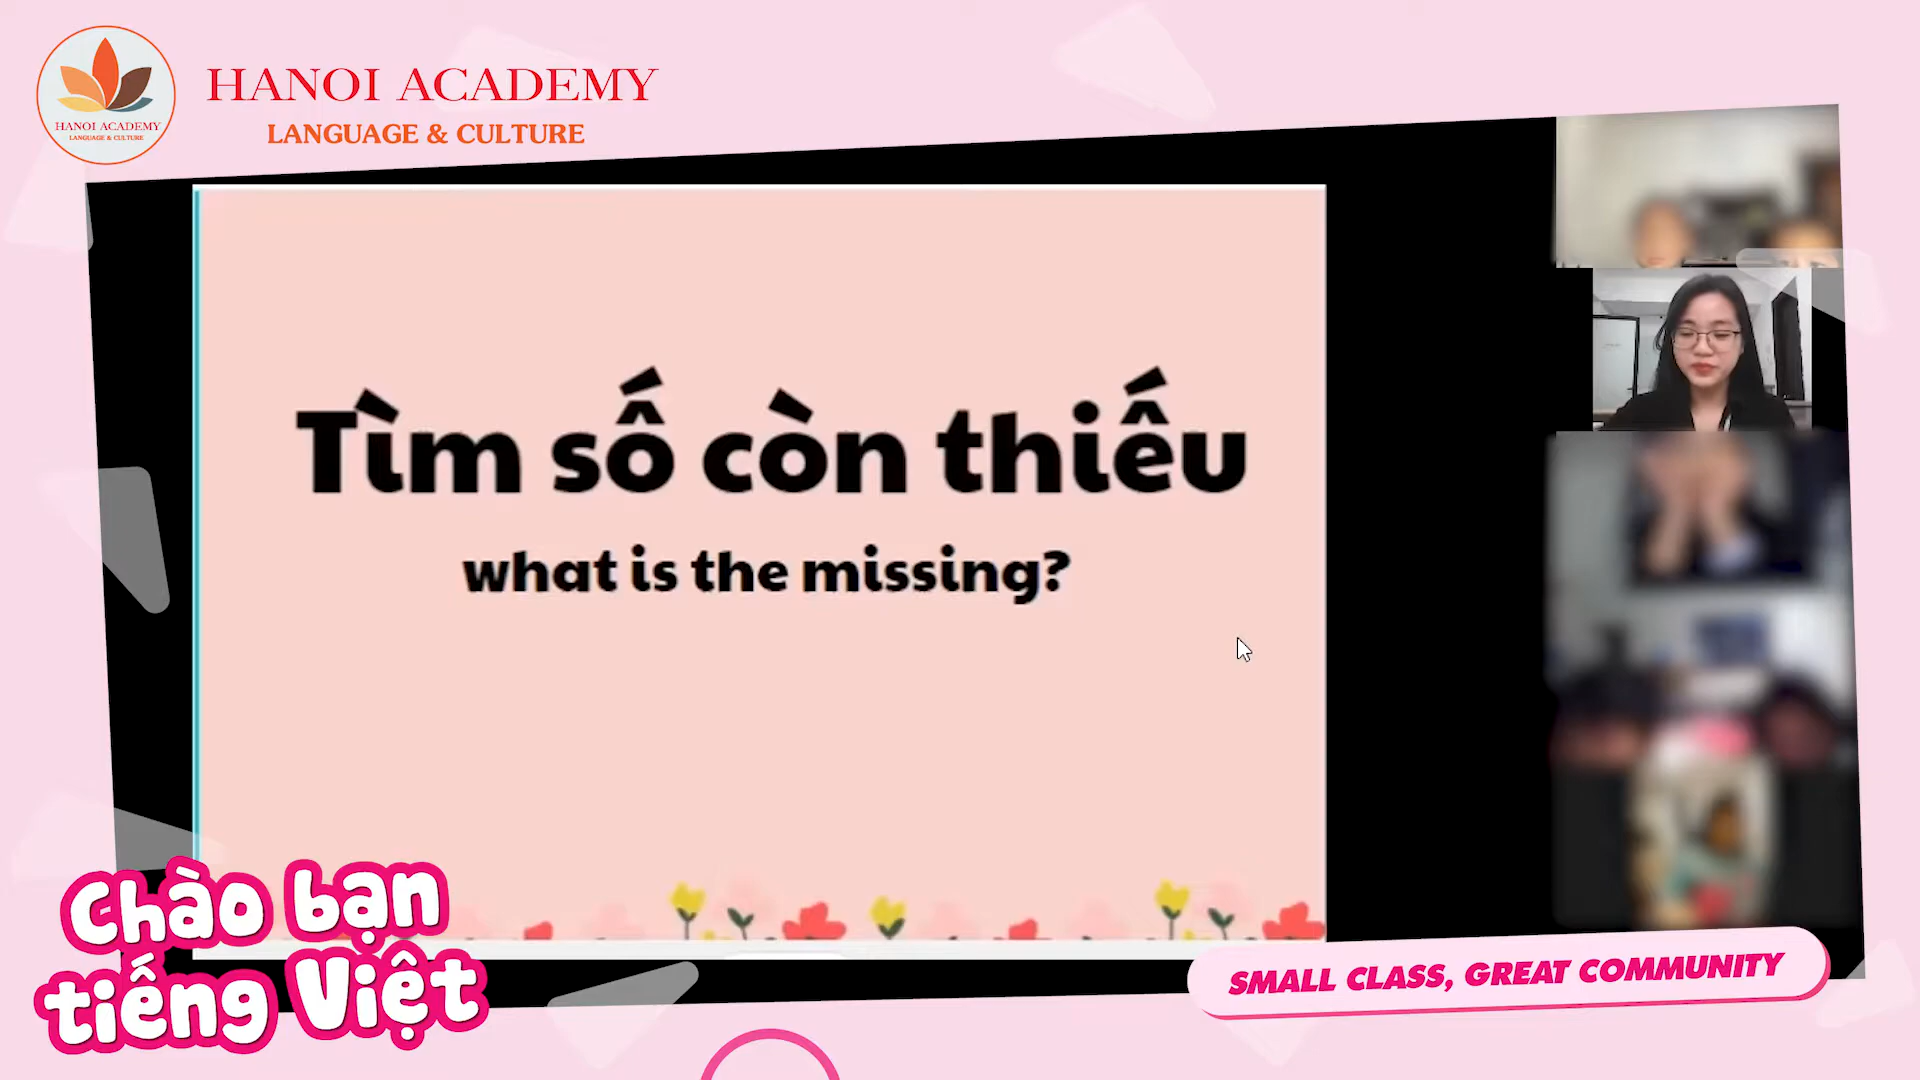 HANOI ACADEMY
LANGUAGE & CULTURE
HANOI ACADEMY
LANGUAGE & CULTURE
Tìm số còn thiếu
what is the missing?
Chào bạn
tiếng Việt
SMALL CLASS, GREAT COMMUNITY